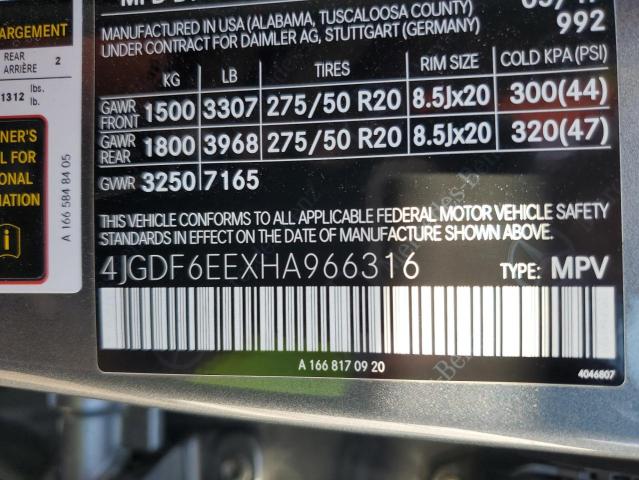 MANUFACTURED IN USA (ALABAMA, TUSCALOOSA COUNTY)
UNDER CONTRACT FOR DAIMLER AG, STUTTGART (GERMANY)
992
KG LB TIRES RIM SIZE COLD KPA(PSI)
GAWR FRONT 1500 3307 275/50 R20 8.5Jx20 300(44)
GAWR REAR 1800 3968 275/50 R20 8.5Jx20 320(47)
GVWR 3250 7165
THIS VEHICLE CONFORMS TO ALL APPLICABLE FEDERAL MOTOR VEHICLE SAFETY
STANDARDS IN EFFECT ON THE DATE OF MANUFACTURE SHOWN ABOVE.
4JGDF6EEXHA966316 TYPE: MPV
A 166 817 09 20
4046807
REAR
ARRIÈRE 2
1312 lbs.
lb.
A 166 584 84 05